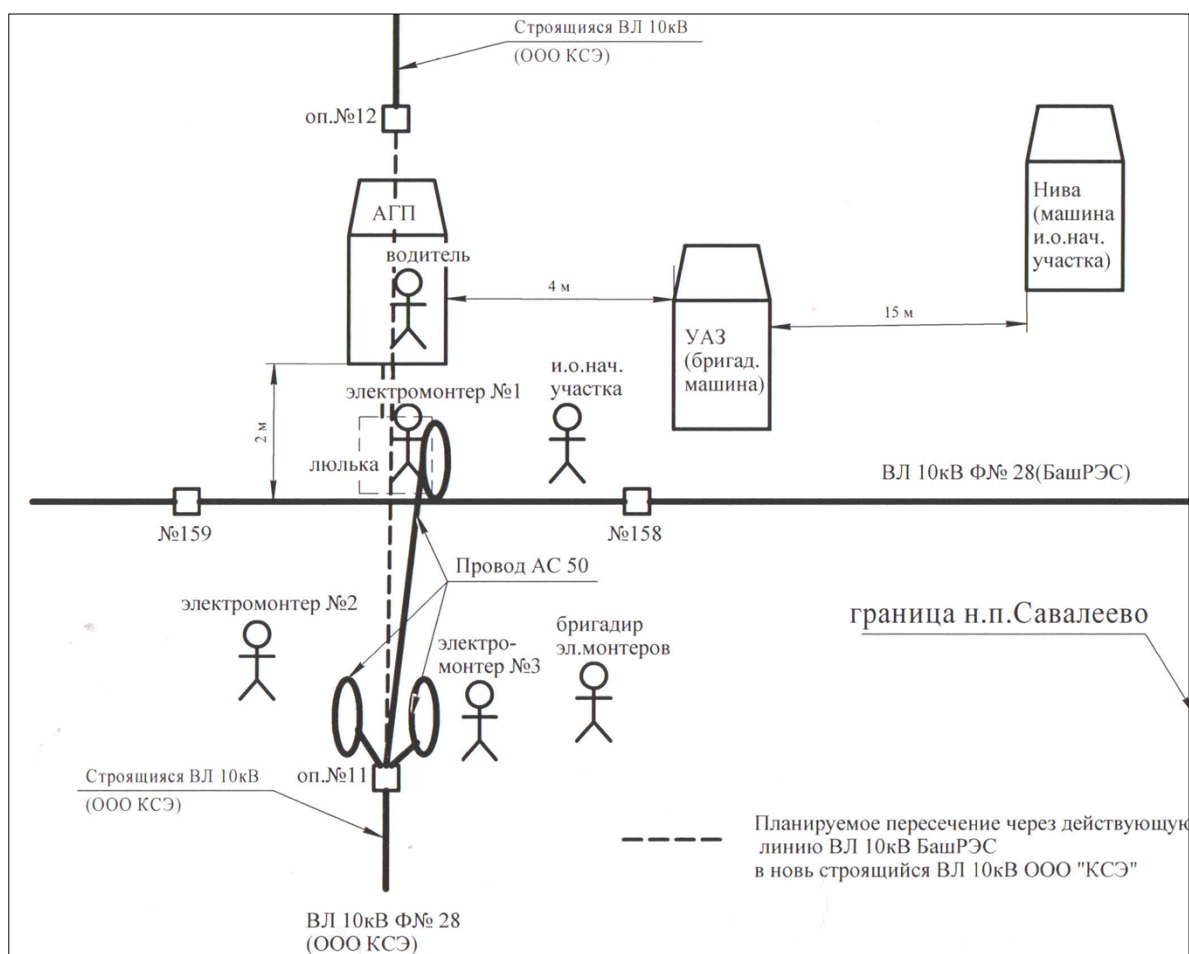 Строящияся ВЛ 10кВ
(ООО КСЭ)
оп.№12
АГП
водитель
4 м
15 м
Нива
(машина
и.о.нач.
участка)
УАЗ
(бригад.
машина)
2 м
электромонтер №1
и.о.нач.
участка
люлька
ВЛ 10кВ Ф№ 28(БашРЭС)
№159
№158
Провод АС 50
электромонтер №2
электро-
монтер №3
бригадир
эл.монтеров
граница н.п.Савалеево
оп.№11
Строящияся ВЛ 10кВ
(ООО КСЭ)
Планируемое пересечение через действующую
линию ВЛ 10кВ БашРЭС
в новь строящийся ВЛ 10кВ ООО "КСЭ"
ВЛ 10кВ Ф№ 28
(ООО КСЭ)